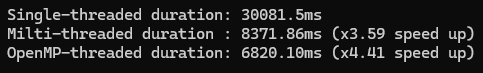 Single-threaded duration: 30081.5ms
Milti-threaded duration : 8371.86ms (x3.59 speed up)
OpenMP-threaded duration: 6820.10ms (x4.41 speed up)